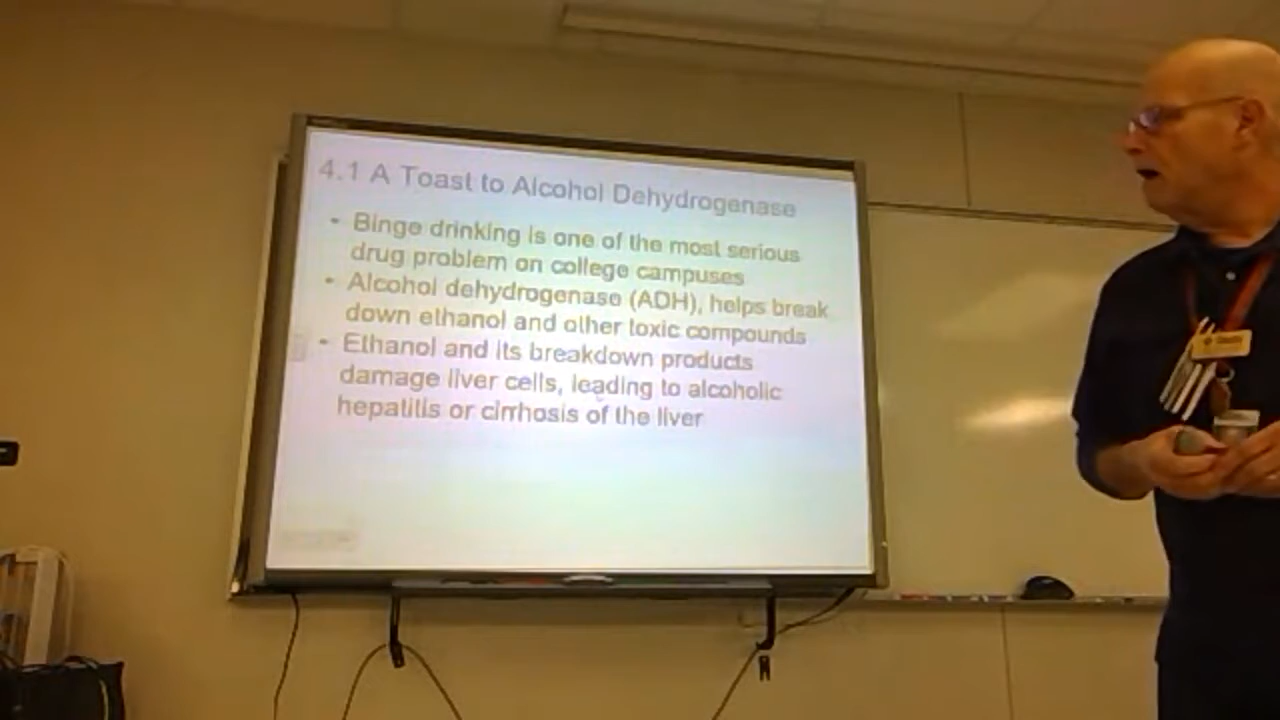 4.1 A Toast to Alcohol Dehydrogenase
• Binge drinking is one of the most serious
drug problem on college campuses
• Alcohol dehydrogenase (ADH), helps break
down ethanol and other toxic compounds
• Ethanol and its breakdown products
damage liver cells, leading to alcoholic
hepatitis or cirrhosis of the liver